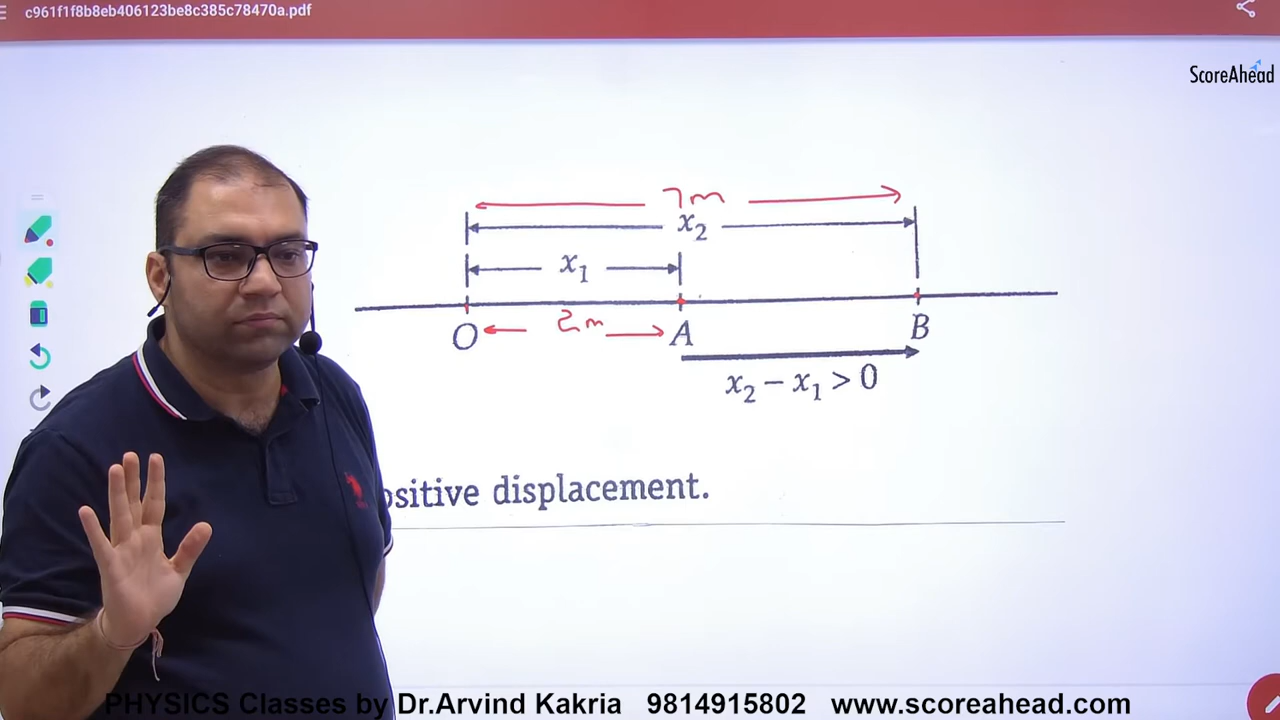 c961f1f8b8eb406123be8c385c78470a.pdf
ScoreAhead
7m
x₂
x₁
O 2m A B
x₂ − x₁ > 0
ositive displacement.
PHYSICS Classes by Dr.Arvind Kakria 9814915802 www.scoreahead.com